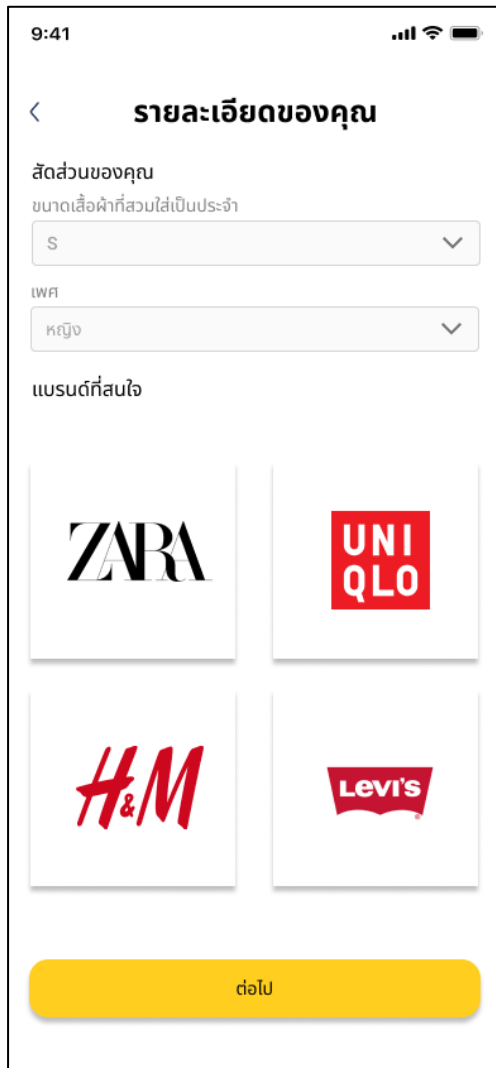 9:41
รายละเอียดของคุณ
สัดส่วนของคุณ
ขนาดเสื้อผ้าที่สวมใส่เป็นประจำ
S
เพศ
หญิง
แบรนด์ที่สนใจ
ZARA
UNI
QLO
H&M
Levi's
ต่อไป